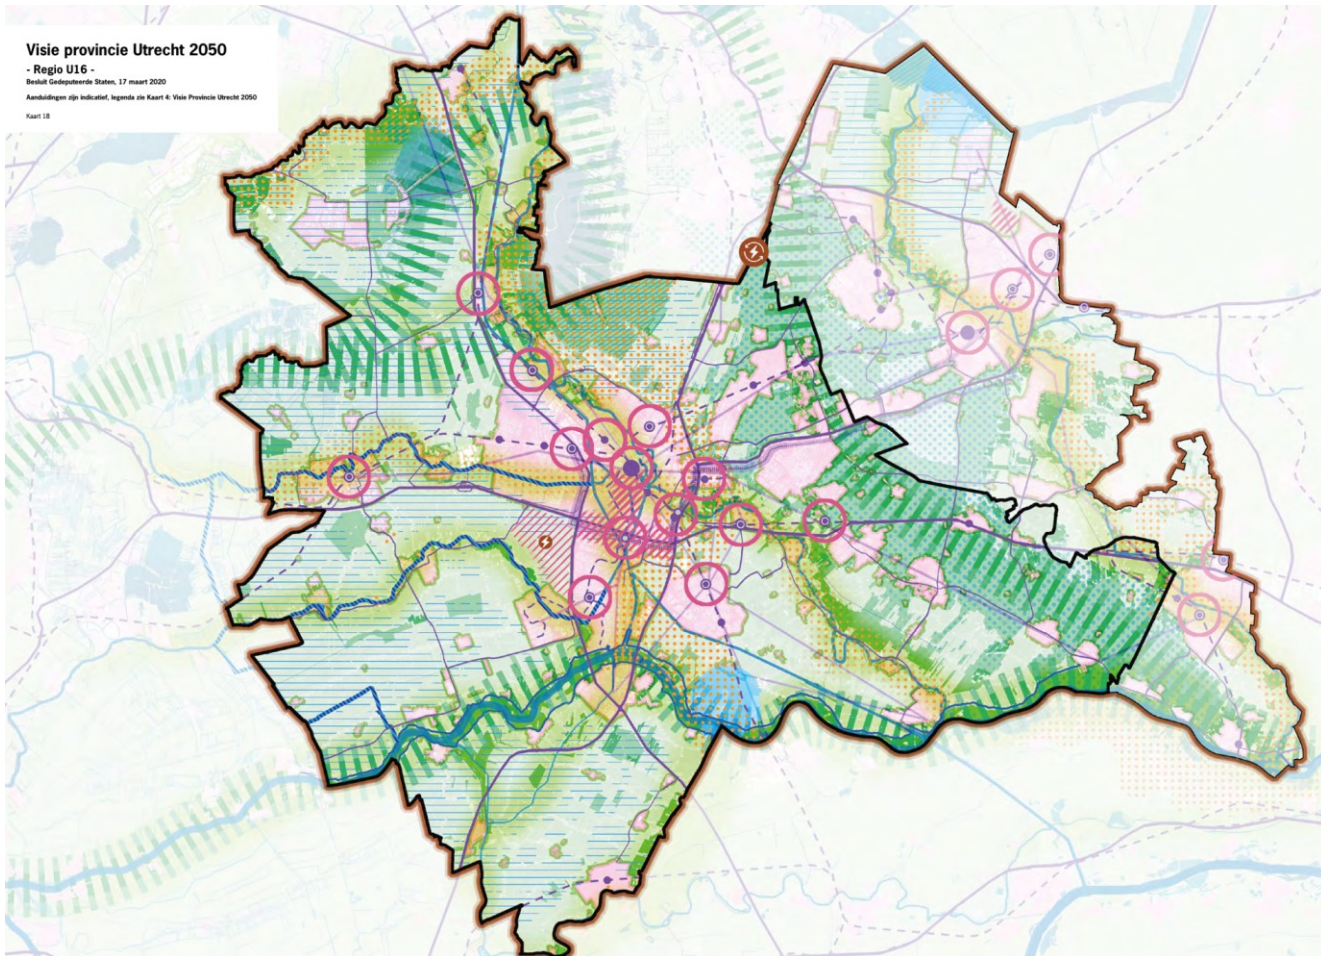 Visie provincie Utrecht 2050
- Regio U16 -
Besluit Gedeputeerde Staten, 17 maart 2020
Aanduidingen zijn indicatief, legenda zie Kaart 4: Visie Provincie Utrecht 2050
Kaart 18